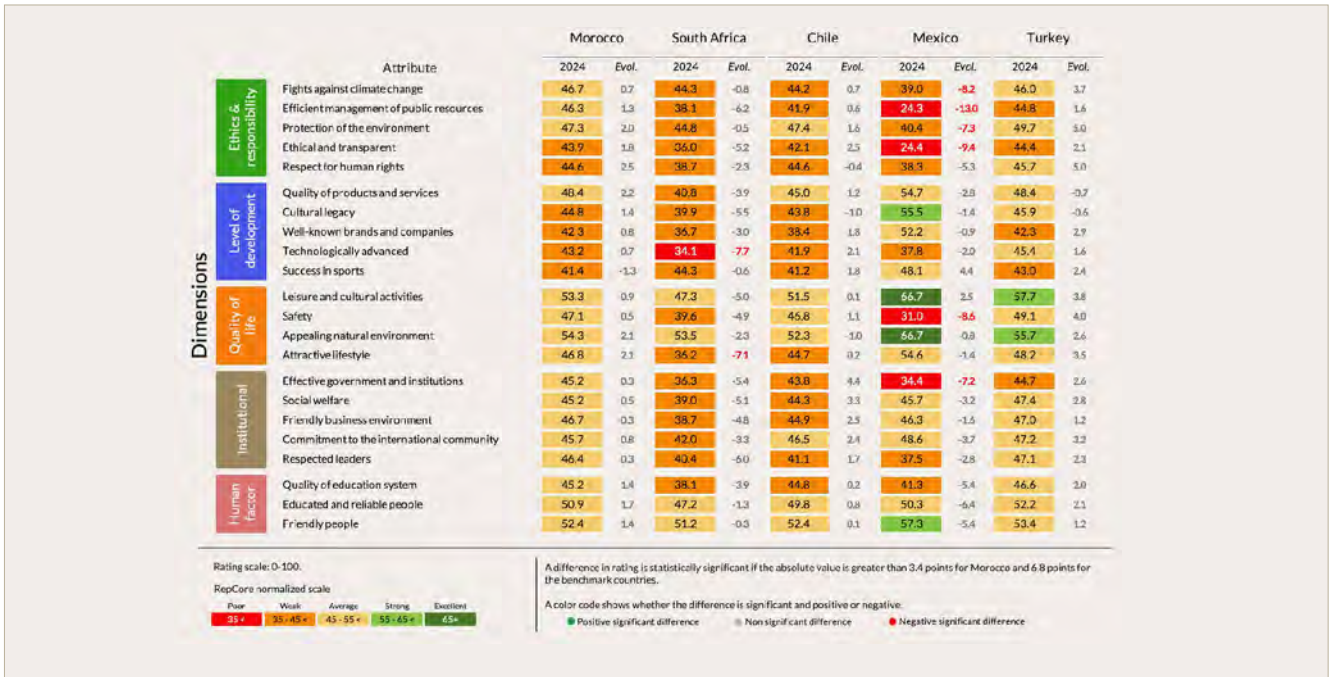 Morocco South Africa Chile Mexico Turkey
Attribute 2024 Evol. 2024 Evol. 2024 Evol. 2024 Evol. 2024 Evol.
Dimensions
Ethics & responsibility
Fights against climate change 46.7 0.7 44.3 -0.8 44.2 0.7 39.0 -8.2 46.0 3.7
Efficient management of public resources 46.3 1.3 38.1 -6.2 41.9 0.6 24.3 -13.0 44.8 1.6
Protection of the environment 47.3 2.0 44.8 -0.5 47.4 1.6 40.4 -7.3 49.7 5.0
Ethical and transparent 43.9 1.8 36.0 -5.2 42.1 2.5 24.4 -9.4 44.4 2.1
Respect for human rights 44.6 2.5 38.7 -2.3 44.6 -0.4 38.3 -5.3 45.7 5.0
Level of development
Quality of products and services 48.4 2.2 40.8 -3.9 45.0 1.2 54.7 -2.8 48.4 -0.7
Cultural legacy 44.8 1.4 39.9 -5.5 43.8 -1.0 55.5 -1.4 45.9 -0.6
Well-known brands and companies 42.3 0.8 36.7 -3.0 38.4 1.8 52.2 -0.9 42.3 2.9
Technologically advanced 43.2 0.7 34.1 -7.7 41.9 2.1 37.8 -2.0 45.4 1.6
Success in sports 41.4 -1.3 44.3 -0.6 41.2 1.8 48.1 4.4 43.0 2.4
Quality of life
Leisure and cultural activities 53.3 0.9 47.3 -5.0 51.5 0.1 66.7 2.5 57.7 3.8
Safety 47.1 0.5 39.6 -4.9 46.8 1.1 31.0 -8.6 49.1 4.0
Appealing natural environment 54.3 2.1 53.5 -2.3 52.3 -1.0 66.7 -0.8 55.7 2.6
Attractive lifestyle 46.8 2.1 36.2 -7.1 44.7 0.2 54.6 -1.4 48.2 3.5
Institutional
Effective government and institutions 45.2 0.3 36.3 -5.4 43.8 4.4 34.4 -7.2 44.7 2.6
Social welfare 45.2 0.5 39.0 -5.1 44.3 3.3 45.7 -3.2 47.4 2.8
Friendly business environment 46.7 0.3 38.7 -4.8 44.9 2.5 46.3 -1.6 47.0 1.2
Commitment to the international community 45.7 0.8 42.0 -3.3 46.5 2.4 48.6 -3.7 47.2 3.2
Respected leaders 46.4 0.3 40.4 -6.0 41.1 1.7 37.5 -2.8 47.1 2.3
Human factor
Quality of education system 45.2 1.4 38.1 -3.9 44.8 0.2 41.3 -5.4 46.6 2.0
Educated and reliable people 50.9 1.7 47.2 -1.3 49.8 0.8 50.3 -6.4 52.2 2.1
Friendly people 52.4 1.4 51.2 -0.3 52.4 0.1 57.3 -5.4 53.4 1.2
Rating scale: 0-100.
RepCore normalized scale
Poor Weak Average Strong Excellent
35 < 35 - 45 < 45 - 55 < 55 - 65 < 65+
A difference in rating is statistically significant if the absolute value is greater than 3.4 points for Morocco and 6.8 points for
the benchmark countries.
A color code shows whether the difference is significant and positive or negative.
Positive significant difference Non significant difference Negative significant difference